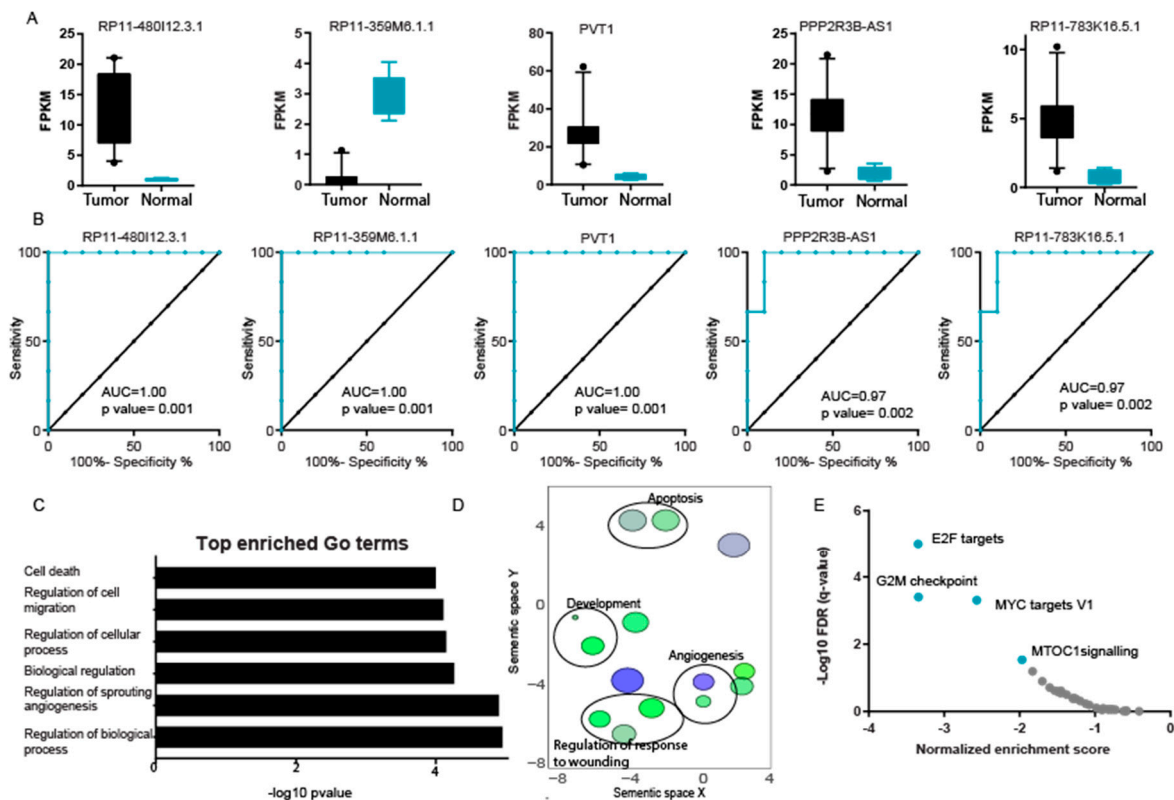 A
RP11-480I12.3.1
RP11-359M6.1.1
PVT1
PPP2R3B-AS1
RP11-783K16.5.1
FPKM
25
20
15
10
5
0
Tumor Normal
FPKM
5
4
3
2
1
0
Tumor Normal
FPKM
80
60
40
20
0
Tumor Normal
FPKM
25
20
15
10
5
0
Tumor Normal
FPKM
10
5
0
Tumor Normal
B
RP11-480I12.3.1
Sensitivity
100
50
0
AUC=1.00
p value= 0.001
50 100
100%- Specificity %
RP11-359M6.1.1
Sensitivity
100
50
0
AUC=1.00
p value= 0.001
50 100
100%- Specificity %
PVT1
Sensitivity
100
50
0
AUC=1.00
p value= 0.001
50 100
100%- Specificity %
PPP2R3B-AS1
Sensitivity
100
50
0
AUC=0.97
p value= 0.002
50 100
100%- Specificity %
RP11-783K16.5.1
Sensitivity
100
50
0
AUC=0.97
p value= 0.002
50 100
100%- Specificity %
C
Top enriched Go terms
Cell death
Regulation of cell
migration
Regulation of cellular
process
Biological regulation
Regulation of sprouting
angiogenesis
Regulation of biological
process
0 4
-log10 pvalue
D
Sementic space Y
4
0
-4
-8
Apoptosis
Development
Angiogenesis
Regulation of response
to wounding
-8 -4 0 4
Sementic space X
E
-Log10 FDR (q-value)
6
4
2
0
E2F targets
G2M checkpoint
MYC targets V1
MTOC1signalling
-4 -3 -2 -1 0
Normalized enrichment score